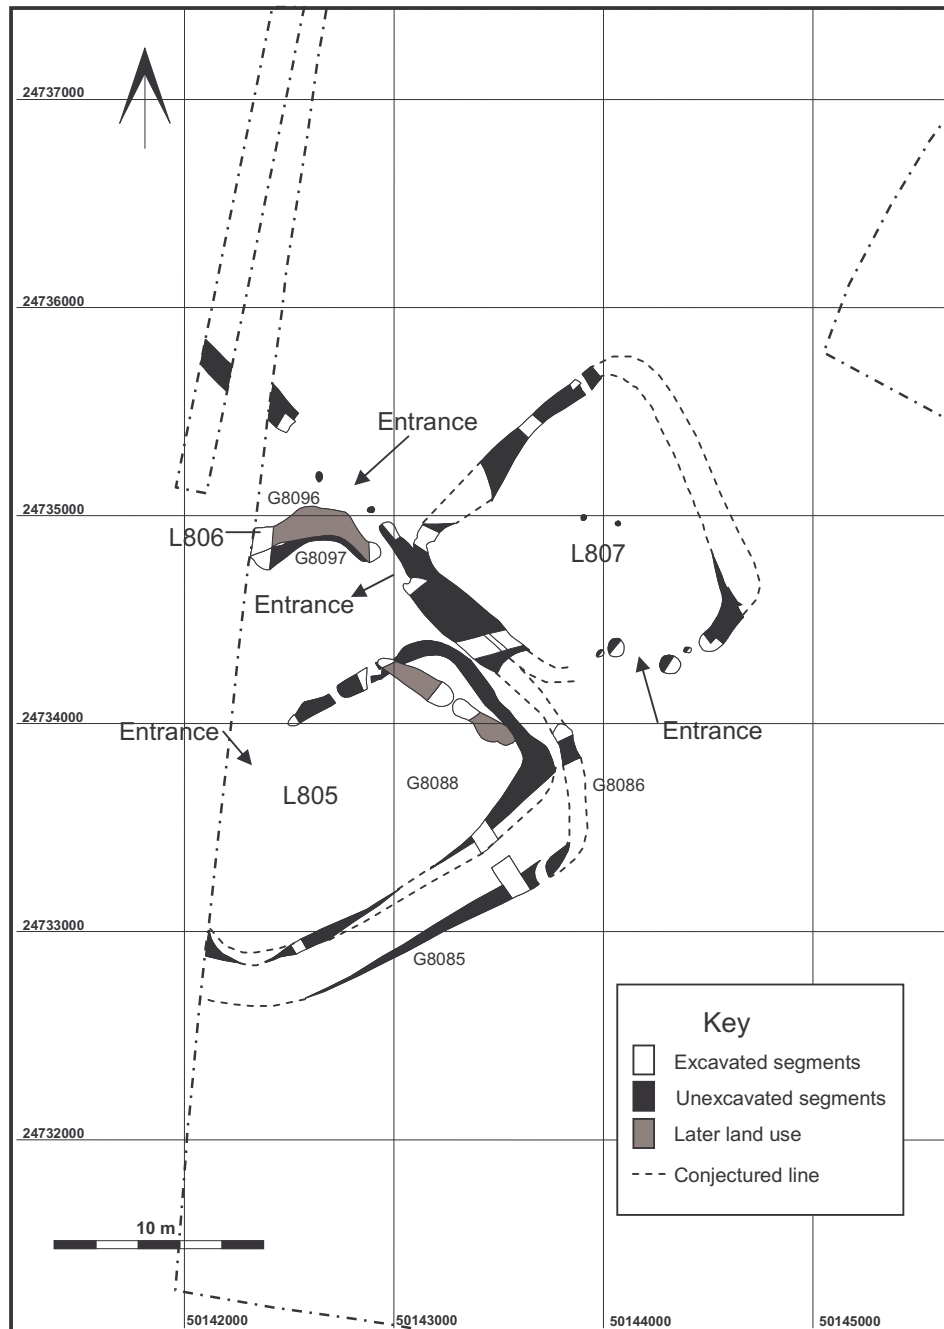 24737000
24736000
Entrance
G8096
24735000
L806
G8097
L807
Entrance
24734000
Entrance
Entrance
G8088
G8086
L805
24733000
G8085
Key
Excavated segments
Unexcavated segments
Later land use
Conjectured line
24732000
10 m
50142000
50143000
50144000
50145000